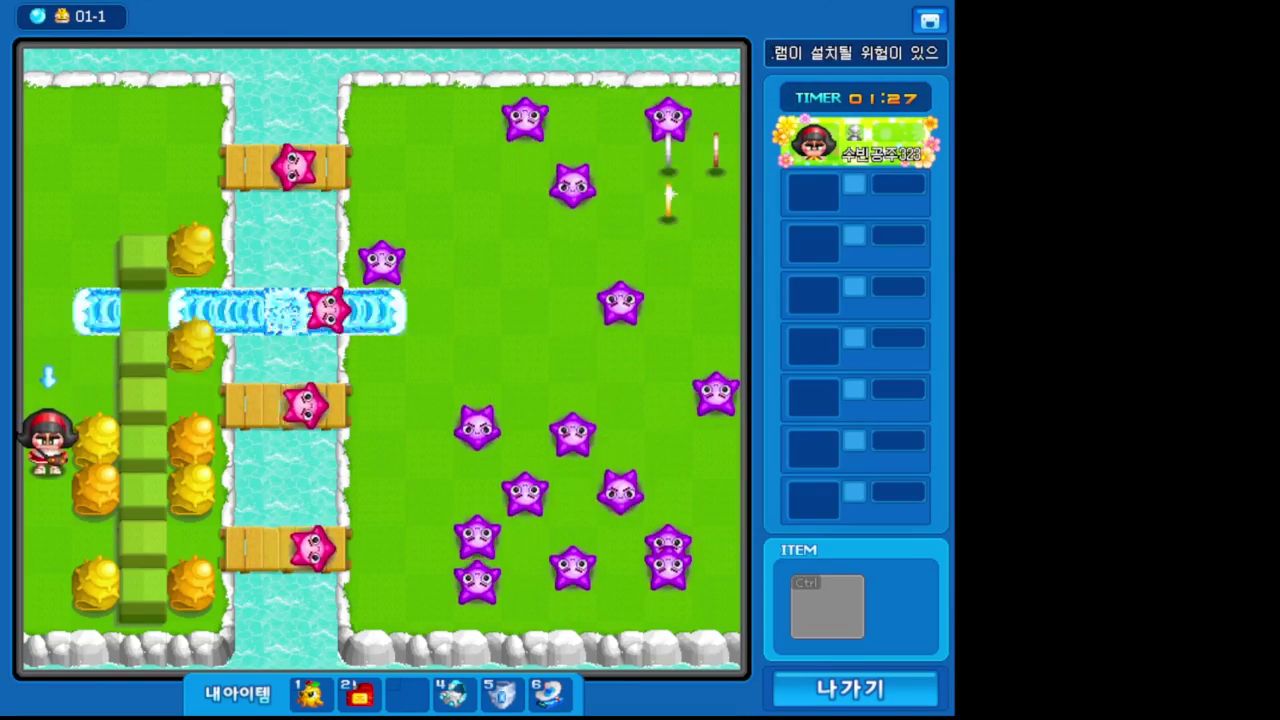 01-1
램이 설치될 위험이 있으
TIMER 01:27
수빈공주023
ITEM
Ctrl
내 아이템
1
2
4
5
6
나가기